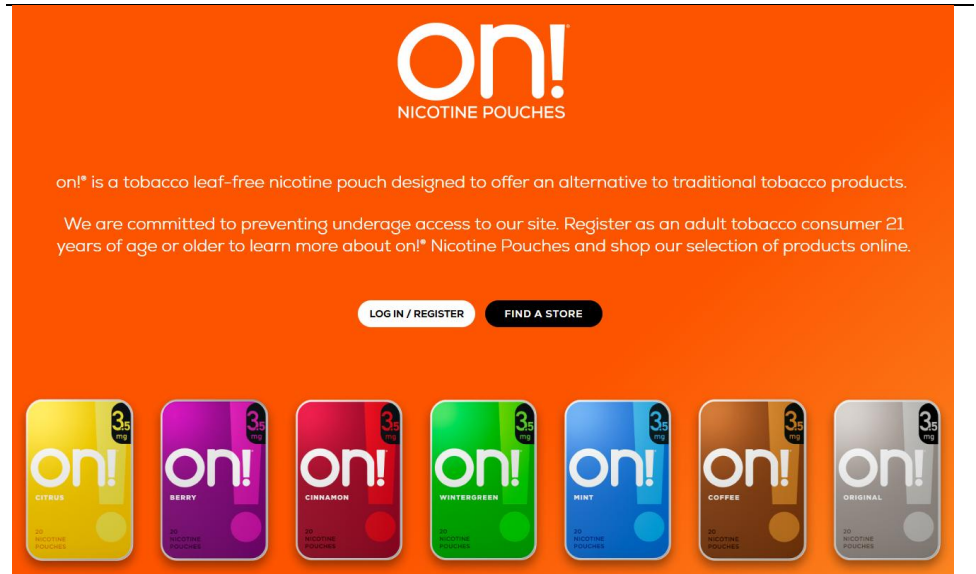 on!®
NICOTINE POUCHES
on!® is a tobacco leaf-free nicotine pouch designed to offer an alternative to traditional tobacco products.
We are committed to preventing underage access to our site. Register as an adult tobacco consumer 21
years of age or older to learn more about on!® Nicotine Pouches and shop our selection of products online.
LOG IN / REGISTER
FIND A STORE
3.5
mg
on!
CITRUS
20
NICOTINE
POUCHES
3.5
mg
on!
BERRY
20
NICOTINE
POUCHES
3.5
mg
on!
CINNAMON
20
NICOTINE
POUCHES
3.5
mg
on!
WINTERGREEN
20
NICOTINE
POUCHES
3.5
mg
on!
MINT
20
NICOTINE
POUCHES
3.5
mg
on!
COFFEE
20
NICOTINE
POUCHES
3.5
mg
on!
ORIGINAL
20
NICOTINE
POUCHES